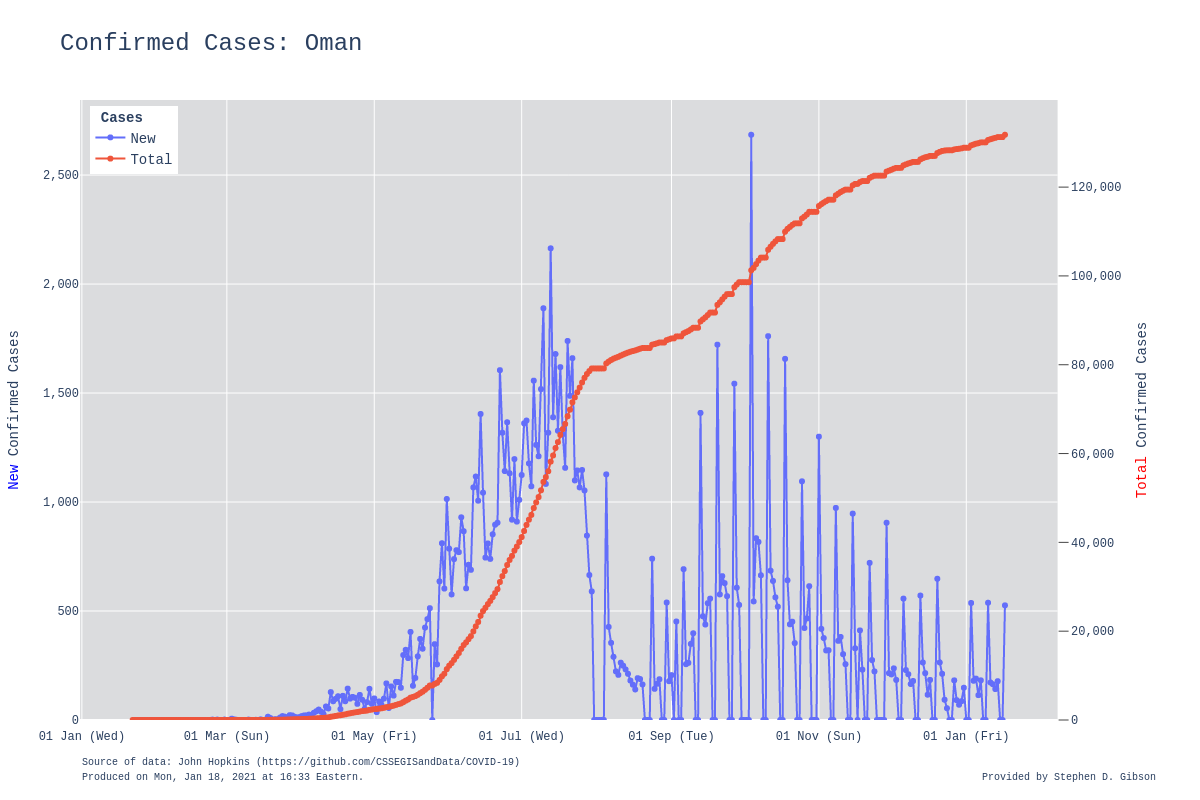 Confirmed Cases: Oman
Cases
New
Total
2,500
2,000
1,500
1,000
500
0
120,000
100,000
80,000
60,000
40,000
20,000
0
New Confirmed Cases
Total Confirmed Cases
01 Jan (Wed) 01 Mar (Sun) 01 May (Fri) 01 Jul (Wed) 01 Sep (Tue) 01 Nov (Sun) 01 Jan (Fri)
Source of data: John Hopkins (https://github.com/CSSEGISandData/COVID-19)
Produced on Mon, Jan 18, 2021 at 16:33 Eastern.
Provided by Stephen D. Gibson